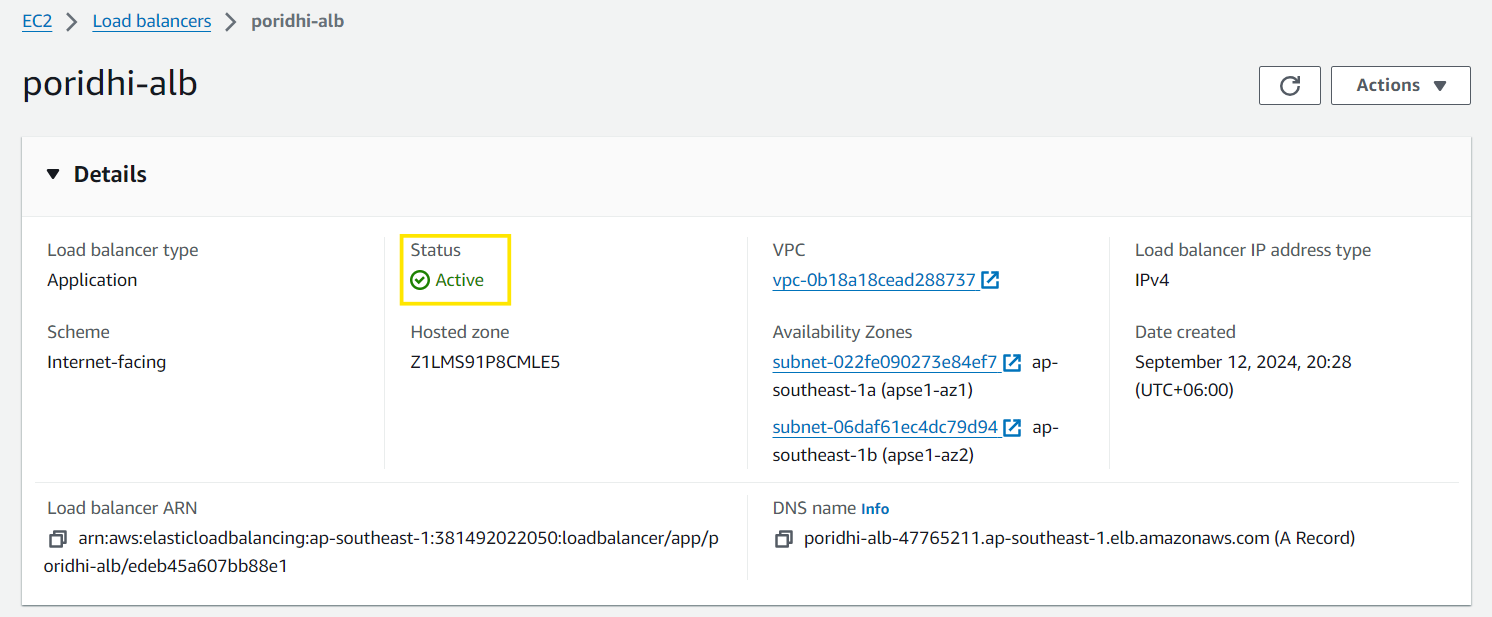 EC2 > Load balancers > poridhi-alb
poridhi-alb
Actions
Details
Load balancer type
Application
Status
Active
VPC
vpc-0b18a18cead288737
Load balancer IP address type
IPv4
Scheme
Internet-facing
Hosted zone
Z1LMS91P8CMLE5
Availability Zones
subnet-022fe090273e84ef7 ap-
southeast-1a (apse1-az1)
subnet-06daf61ec4dc79d94 ap-
southeast-1b (apse1-az2)
Date created
September 12, 2024, 20:28
(UTC+06:00)
Load balancer ARN
arn:aws:elasticloadbalancing:ap-southeast-1:381492022050:loadbalancer/app/p
oridhi-alb/edeb45a607bb88e1
DNS name Info
poridhi-alb-47765211.ap-southeast-1.elb.amazonaws.com (A Record)